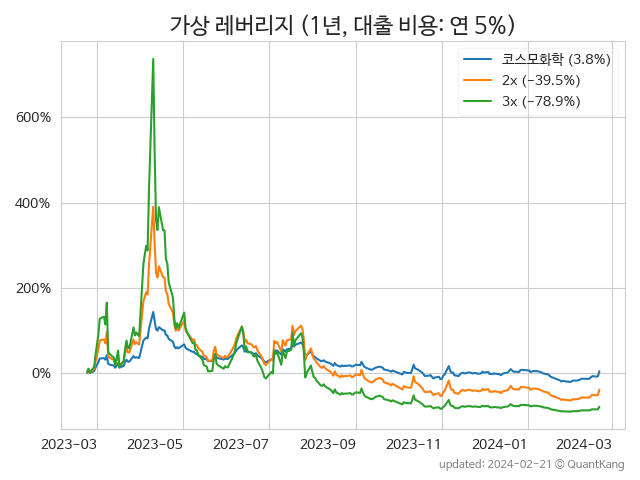 가상 레버리지 (1년, 대출 비용: 연 5%)
코스모화학 (3.8%)
2x (−39.5%)
3x (−78.9%)
600%
400%
200%
0%
2023-03
2023-05
2023-07
2023-09
2023-11
2024-01
2024-03
updated: 2024-02-21 © QuantKang